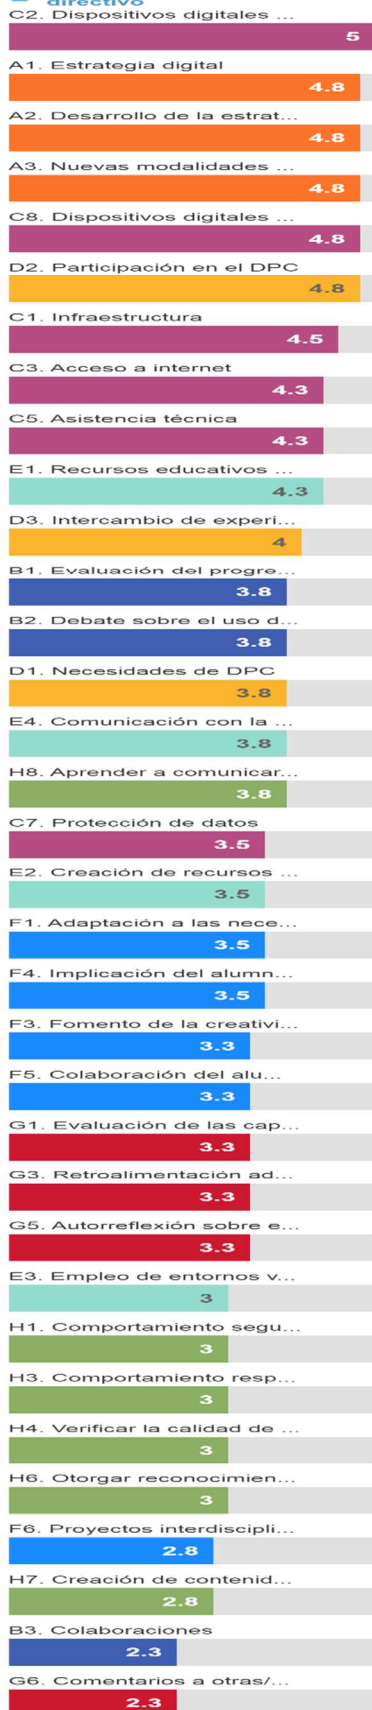 directivo
C2. Dispositivos digitales ...
5
A1. Estrategia digital
4.8
A2. Desarrollo de la estrat...
4.8
A3. Nuevas modalidades ...
4.8
C8. Dispositivos digitales ...
4.8
D2. Participación en el DPC
4.8
C1. Infraestructura
4.5
C3. Acceso a internet
4.3
C5. Asistencia técnica
4.3
E1. Recursos educativos ...
4.3
D3. Intercambio de experi...
4
B1. Evaluación del progre...
3.8
B2. Debate sobre el uso d...
3.8
D1. Necesidades de DPC
3.8
E4. Comunicación con la ...
3.8
H8. Aprender a comunicar...
3.8
C7. Protección de datos
3.5
E2. Creación de recursos ...
3.5
F1. Adaptación a las nece...
3.5
F4. Implicación del alumn...
3.5
F3. Fomento de la creativi...
3.3
F5. Colaboración del alu...
3.3
G1. Evaluación de las cap...
3.3
G3. Retroalimentación ad...
3.3
G5. Autorreflexión sobre e...
3.3
E3. Empleo de entornos v...
3
H1. Comportamiento segu...
3
H3. Comportamiento resp...
3
H4. Verificar la calidad de ...
3
H6. Otorgar reconocimien...
3
F6. Proyectos interdiscipli...
2.8
H7. Creación de contenid...
2.8
B3. Colaboraciones
2.3
G6. Comentarios a otras/...
2.3